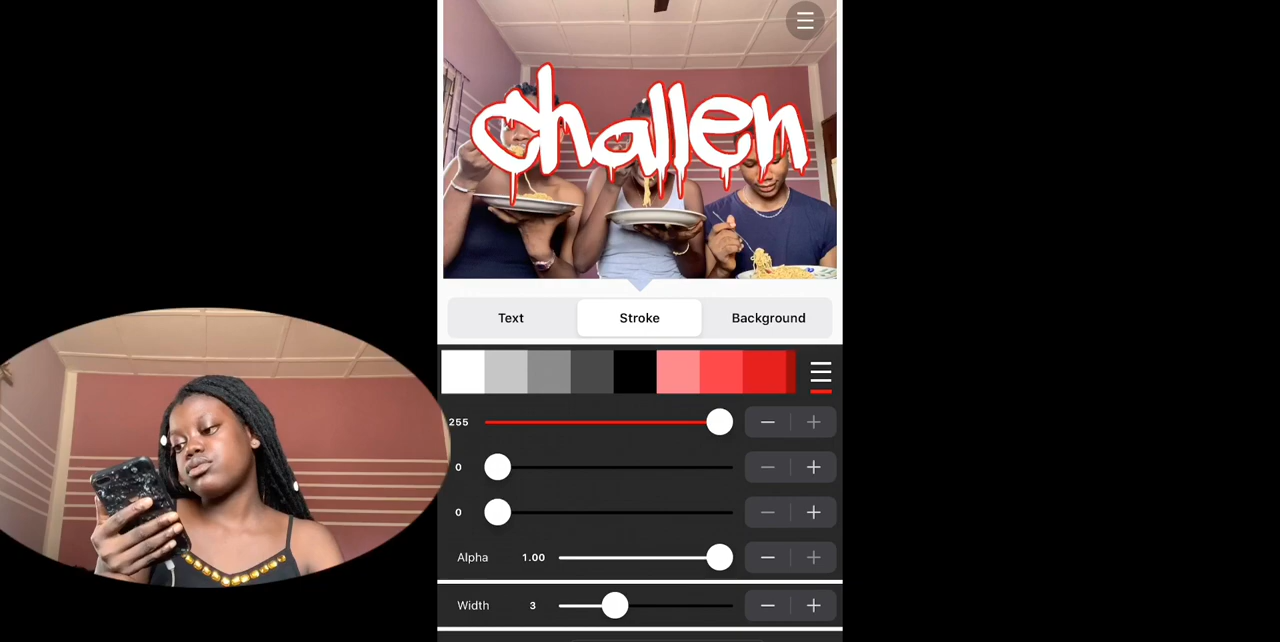 challen
Text Stroke Background
255
0
0
Alpha 1.00
Width 3